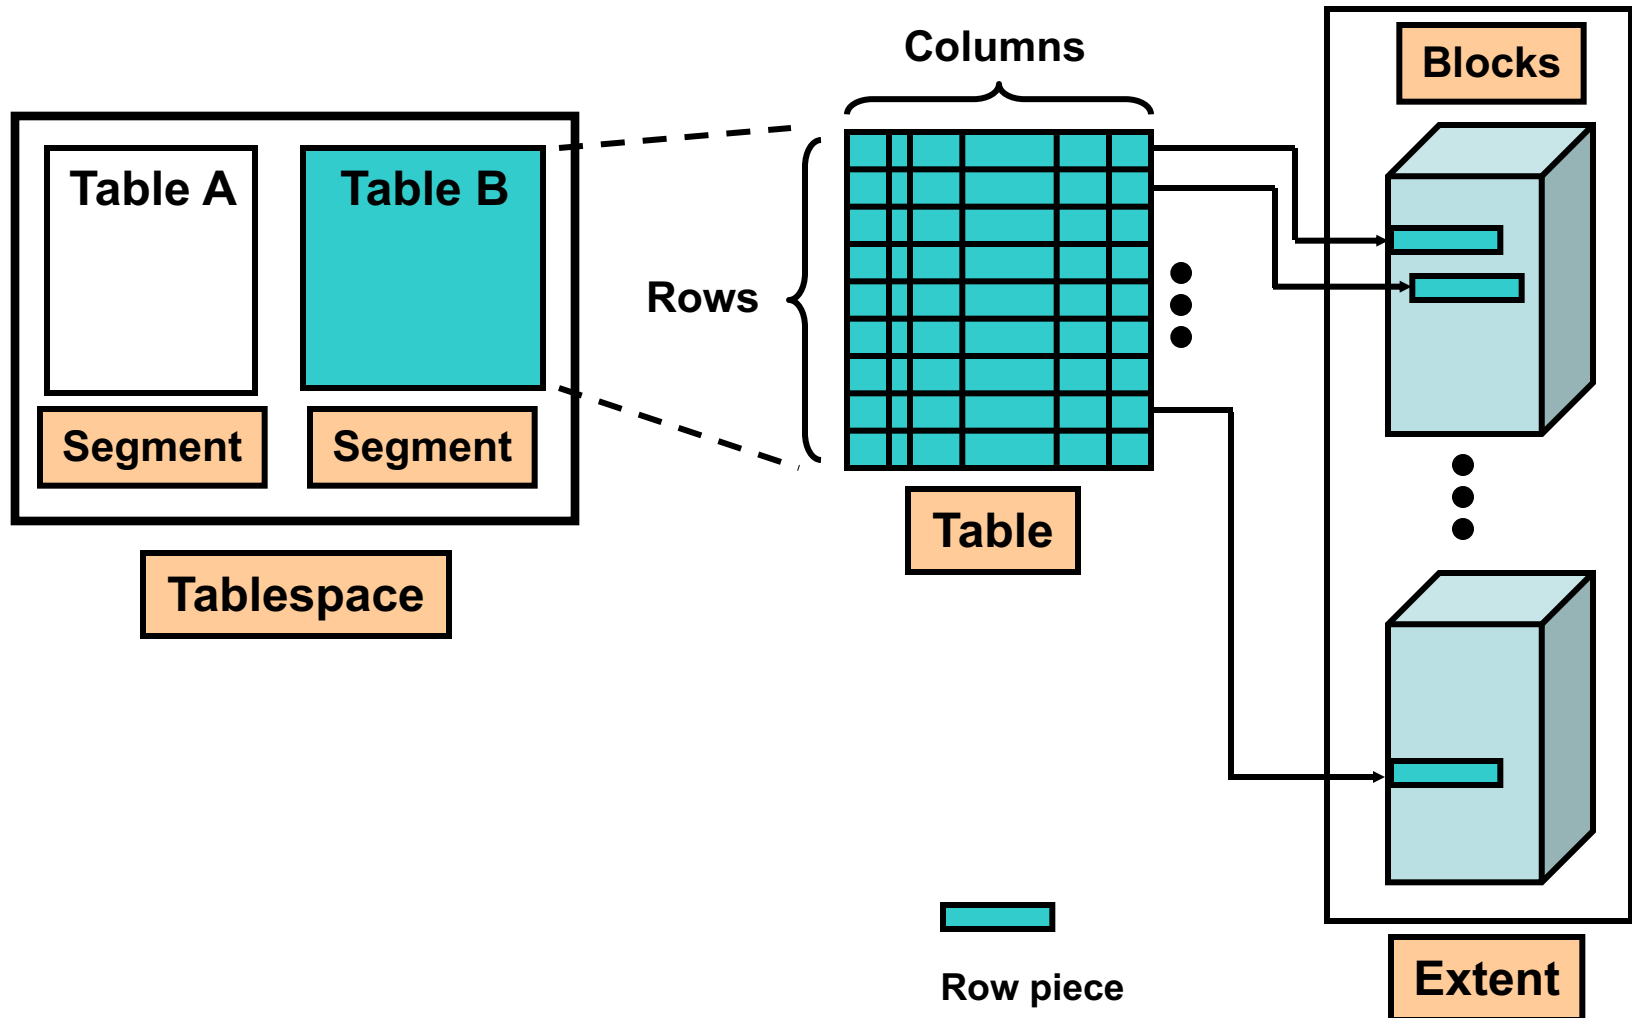 Columns
Blocks
Table A
Table B
Rows
Segment
Segment
Table
Tablespace
Row piece
Extent